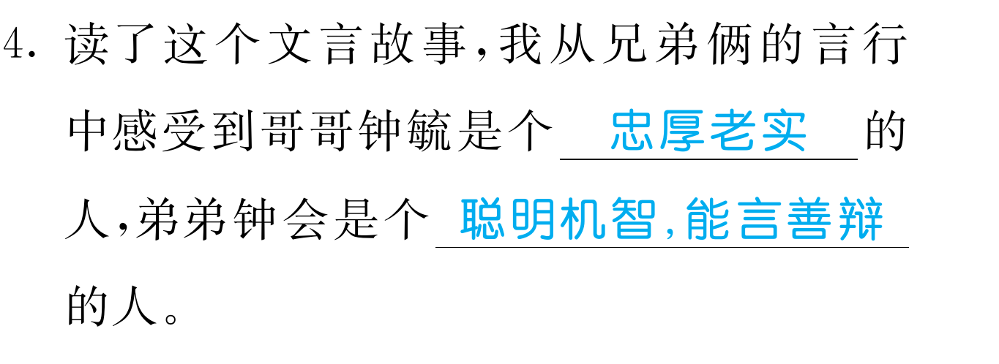 4. 读了这个文言故事,我从兄弟俩的言行
中感受到哥哥钟毓是个 忠厚老实 的
人,弟弟钟会是个 聪明机智,能言善辩
的人。